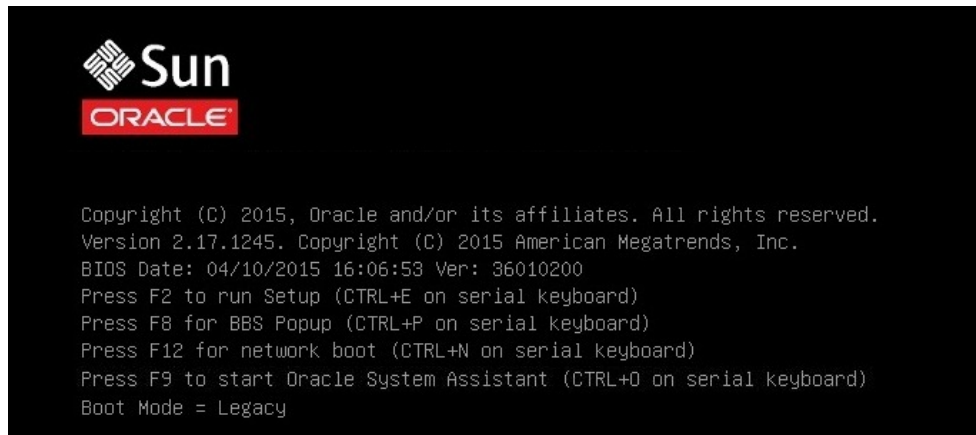 Sun
ORACLE
Copyright (C) 2015, Oracle and/or its affiliates. All rights reserved.
Version 2.17.1245. Copyright (C) 2015 American Megatrends, Inc.
BIOS Date: 04/10/2015 16:06:53 Ver: 36010200
Press F2 to run Setup (CTRL+E on serial keyboard)
Press F8 for BBS Popup (CTRL+P on serial keyboard)
Press F12 for network boot (CTRL+N on serial keyboard)
Press F9 to start Oracle System Assistant (CTRL+O on serial keyboard)
Boot Mode = Legacy